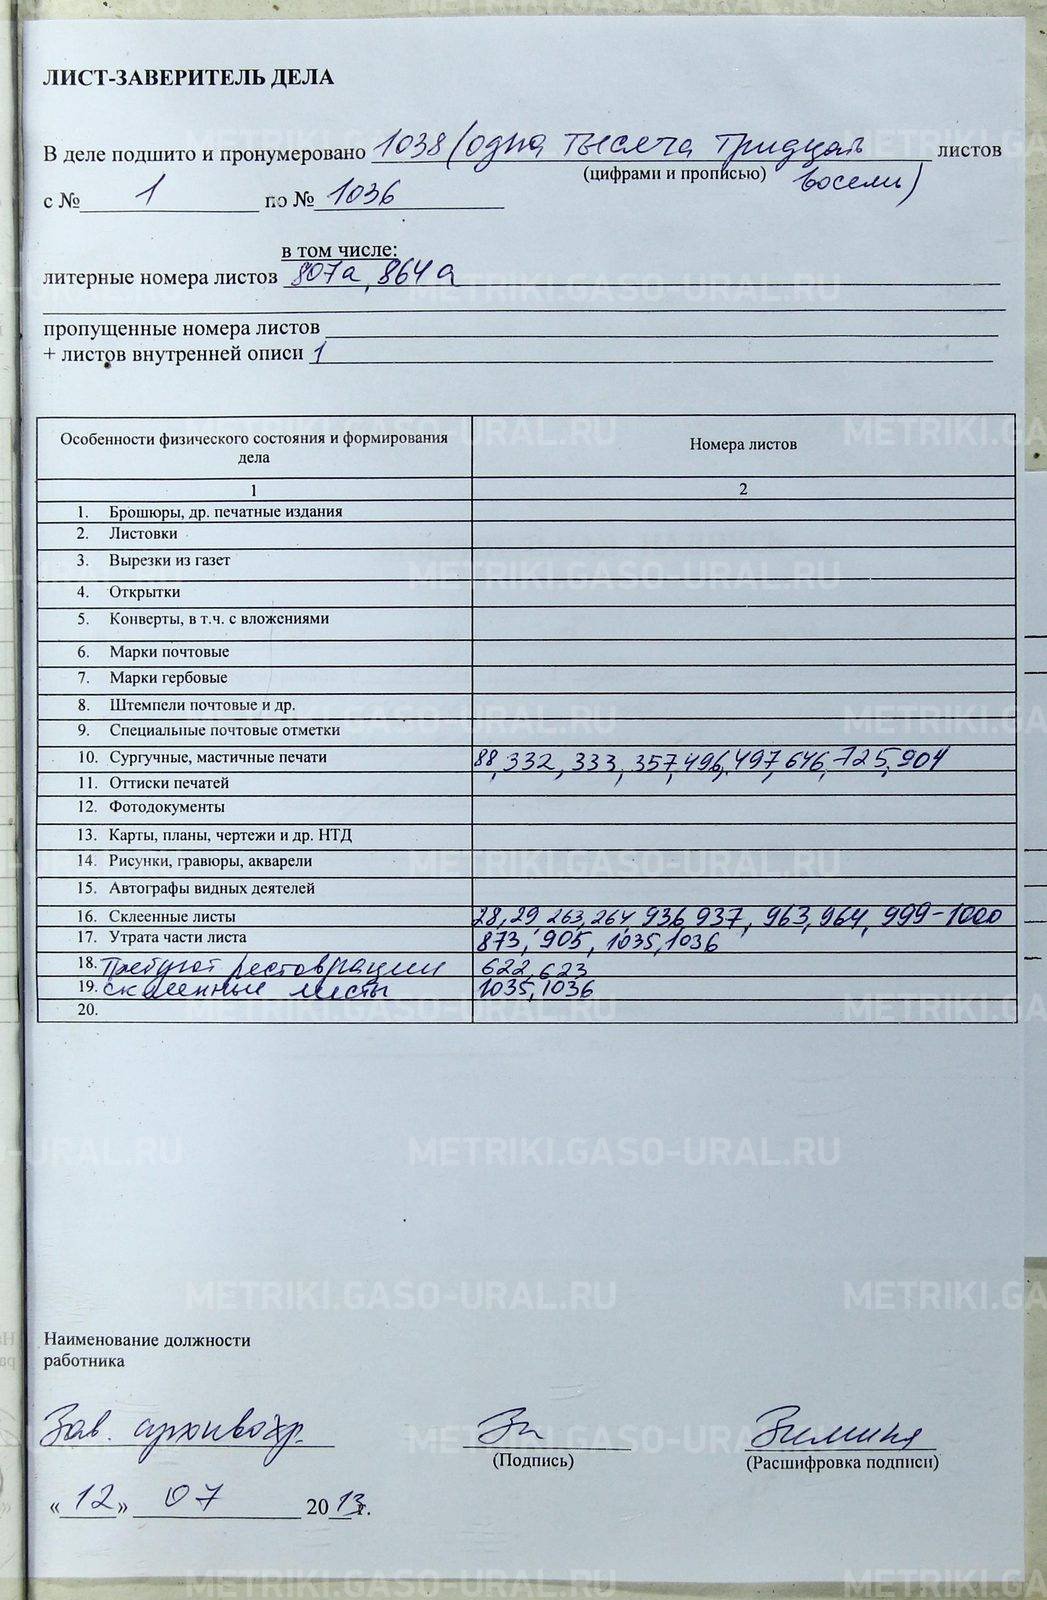 ЛИСТ-ЗАВЕРИТЕЛЬ ДЕЛА
В деле подшито и пронумеровано 1038 (одна тысяча тридцать листов
(цифрами и прописью) восемь)
с № 1 по № 1036
в том числе:
литерные номера листов 807а, 864а
пропущенные номера листов
+ листов внутренней описи 1
Особенности физического состояния и формирования дела Номера листов
1 2
1. Брошюры, др. печатные издания
2. Листовки
3. Вырезки из газет
4. Открытки
5. Конверты, в т.ч. с вложениями
6. Марки почтовые
7. Марки гербовые
8. Штемпели почтовые и др.
9. Специальные почтовые отметки
10. Сургучные, мастичные печати 88, 332, 333, 357, 496, 497, 646, 725, 904
11. Оттиски печатей
12. Фотодокументы
13. Карты, планы, чертежи и др. НТД
14. Рисунки, гравюры, акварели
15. Автографы видных деятелей
16. Склеенные листы 28, 29, 263, 264, 936, 937, 963, 964, 999-1000
17. Утрата части листа 873, 905, 1035, 1036
18. Требуют реставрации 622, 623
19. склеенные листы 1035, 1036
20.
Наименование должности
работника
Зав. архивохр. Зи Зимина
(Подпись) (Расшифровка подписи)
«12» 07 2013г.
METRIKI.GASO-URAL.RU